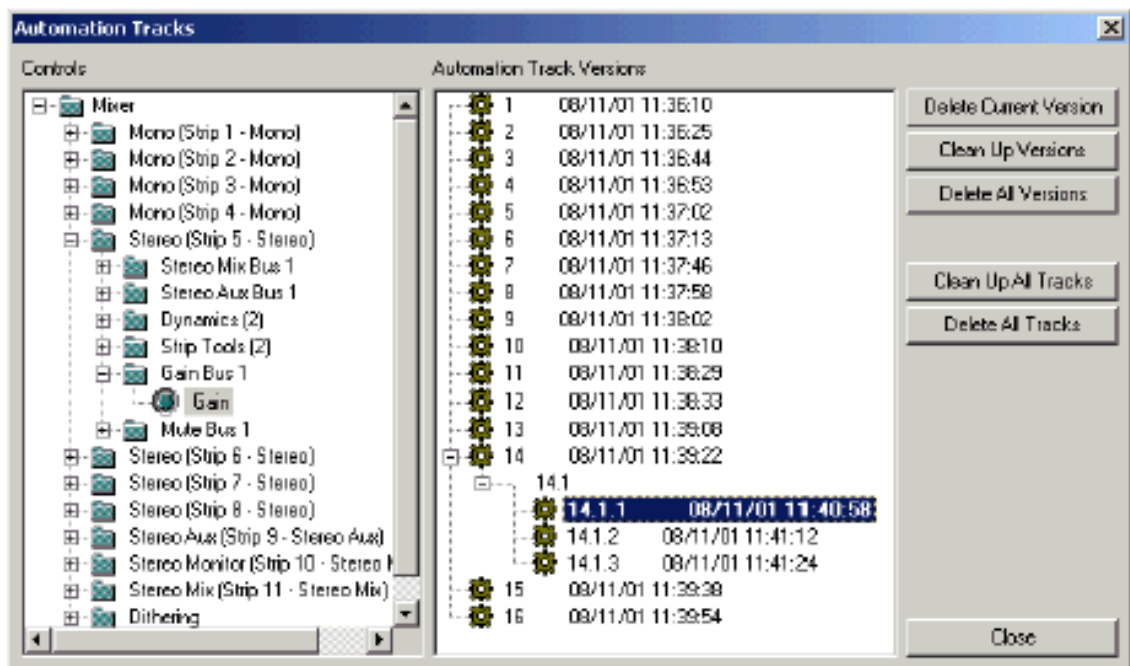 Automation Tracks
Controls
Mixer
Mono (Strip 1 - Mono)
Mono (Strip 2 - Mono)
Mono (Strip 3 - Mono)
Mono (Strip 4 - Mono)
Stereo (Strip 5 - Stereo)
Stereo Mix Bus 1
Stereo Aux Bus 1
Dynamics (2)
Strip Tools (2)
Gain Bus 1
Gain
Mute Bus 1
Stereo (Strip 6 - Stereo)
Stereo (Strip 7 - Stereo)
Stereo (Strip 8 - Stereo)
Stereo Aux (Strip 9 - Stereo Aux)
Stereo Monitor (Strip 10 - Stereo
Stereo Mix (Strip 11 - Stereo Mix)
Dithering
Automation Track Versions
1 08/11/01 11:36:10
2 08/11/01 11:36:25
3 08/11/01 11:36:44
4 08/11/01 11:36:53
5 08/11/01 11:37:02
6 08/11/01 11:37:13
7 08/11/01 11:37:46
8 08/11/01 11:37:58
9 08/11/01 11:38:02
10 08/11/01 11:38:10
11 08/11/01 11:38:29
12 08/11/01 11:38:33
13 08/11/01 11:39:08
14 08/11/01 11:39:22
14.1
14.1.1 08/11/01 11:40:58
14.1.2 08/11/01 11:41:12
14.1.3 08/11/01 11:41:24
15 08/11/01 11:39:38
16 08/11/01 11:39:54
Delete Current Version
Clean Up Versions
Delete All Versions
Clean Up All Tracks
Delete All Tracks
Close